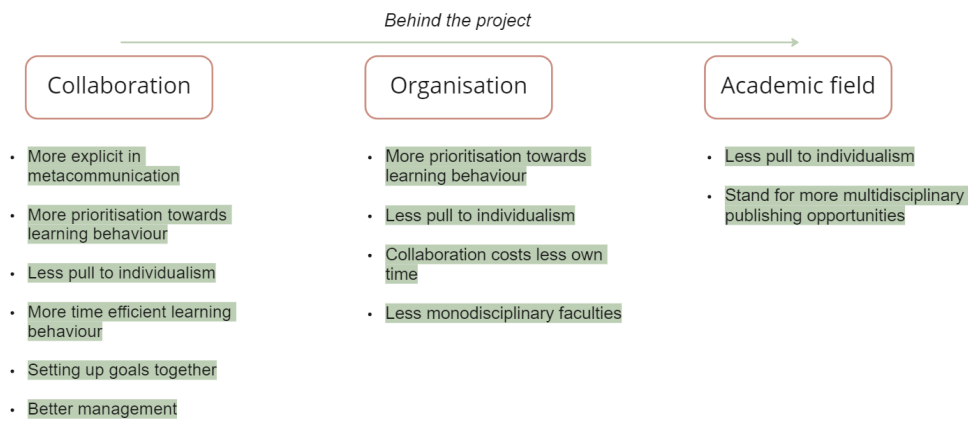 Behind the project
Collaboration
More explicit in
metacommunication
More prioritisation towards
learning behaviour
Less pull to individualism
More time efficient learning
behaviour
Setting up goals together
Better management
Organisation
More prioritisation towards
learning behaviour
Less pull to individualism
Collaboration costs less own
time
Less monodisciplinary faculties
Academic field
Less pull to individualism
Stand for more multidisciplinary
publishing opportunities